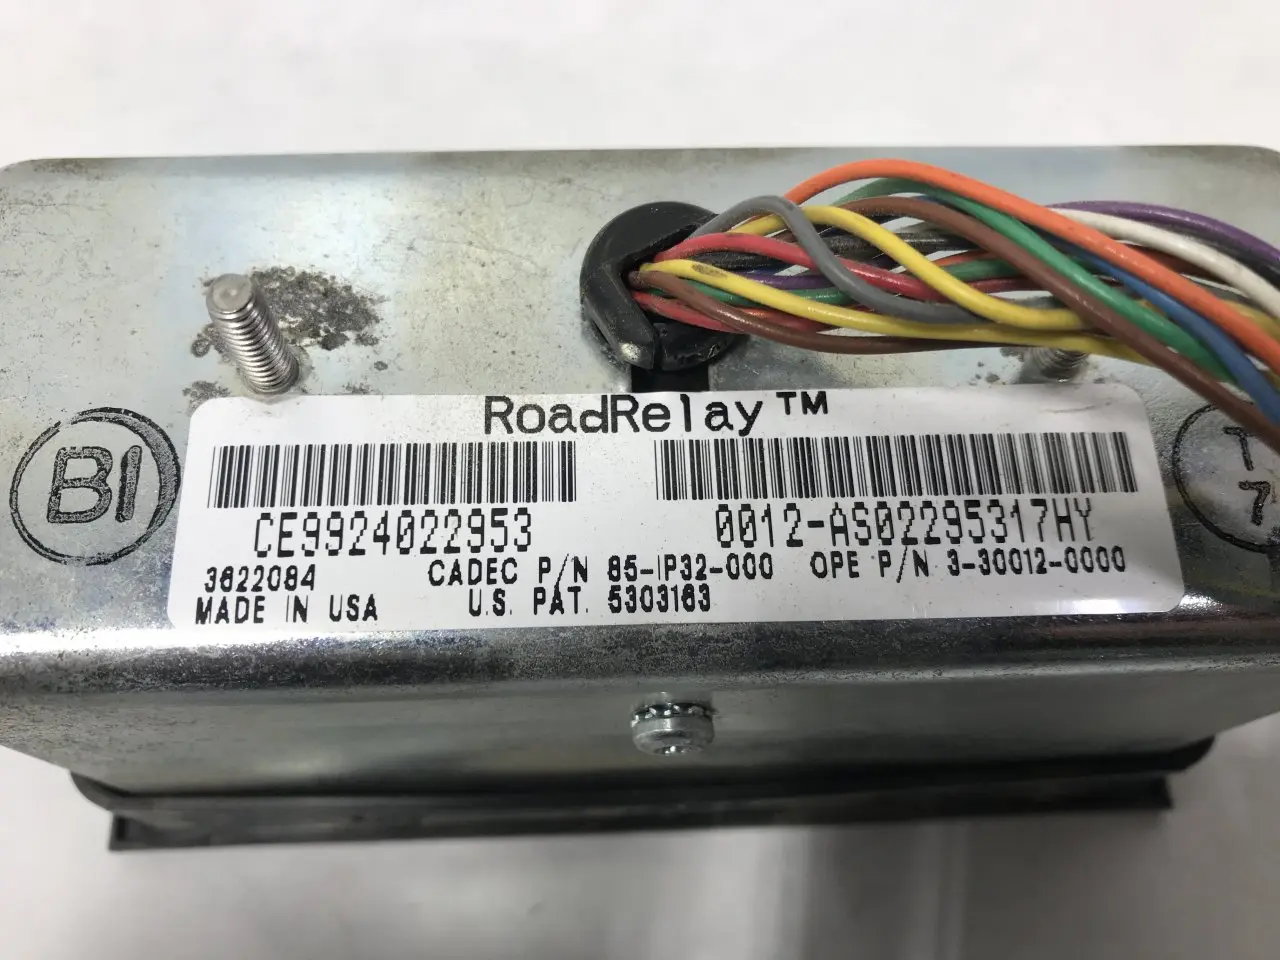 RoadRelay™
CE9924022953 0012-AS02295317HY
3622084 CADEC P/N 85-IP32-000 OPE P/N 3-30012-0000
MADE IN USA U.S. PAT. 5303163
BI
T
7